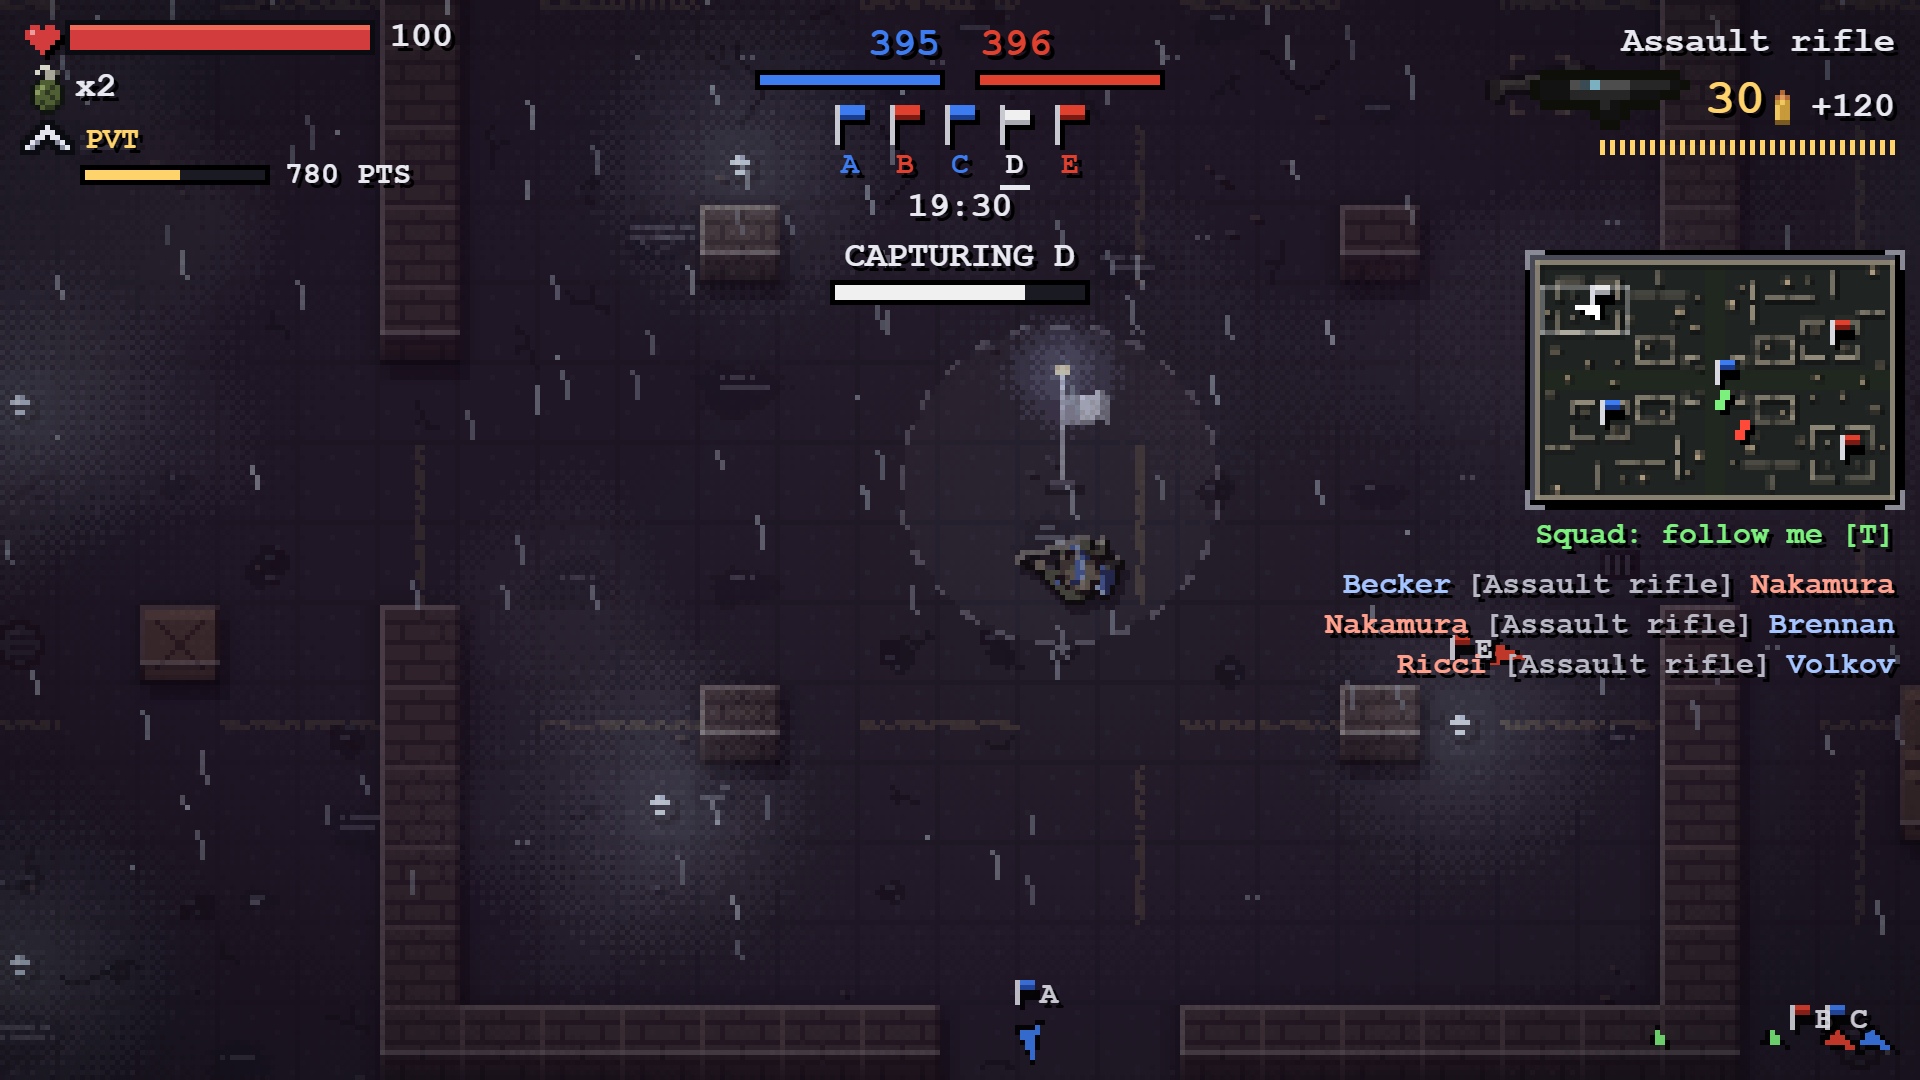 100
x2
PVT
780 PTS
395 396
A B C D E
19:30
CAPTURING D
Assault rifle
30 +120
Squad: follow me [T]
Becker [Assault rifle] Nakamura
Nakamura [Assault rifle] Brennan
E
Ricci [Assault rifle] Volkov
A
B C